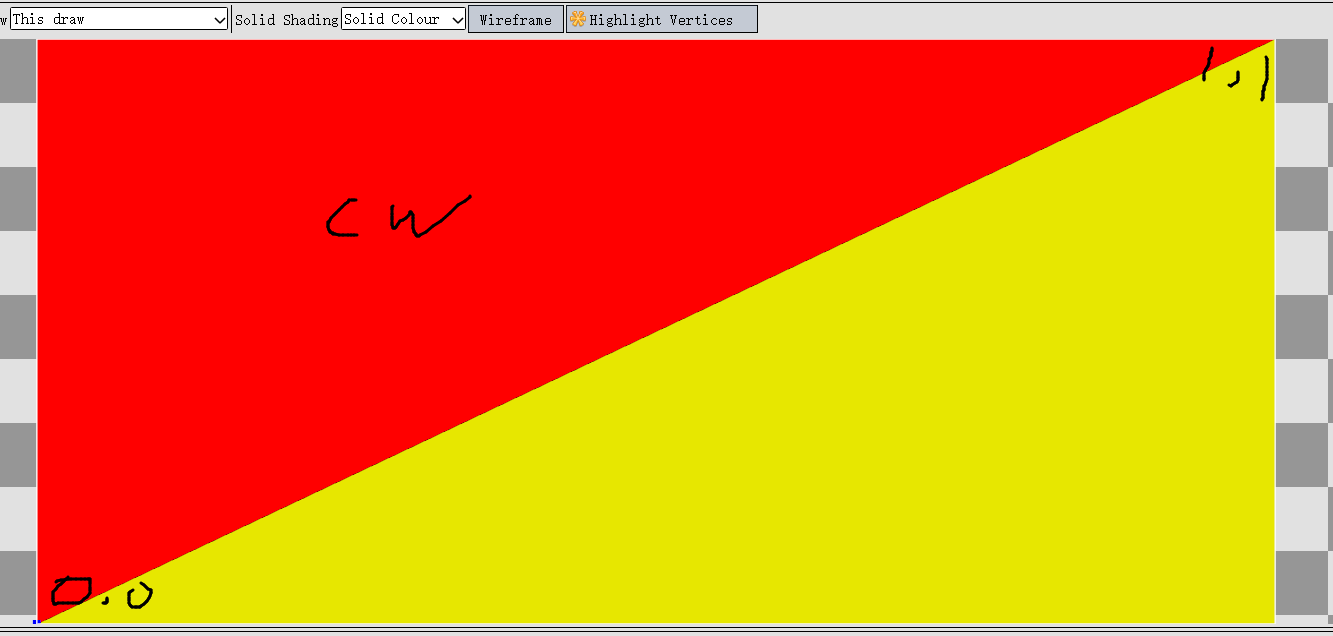 w This draw Solid Shading Solid Colour Wireframe Highlight Vertices
1,1
CW
0.0